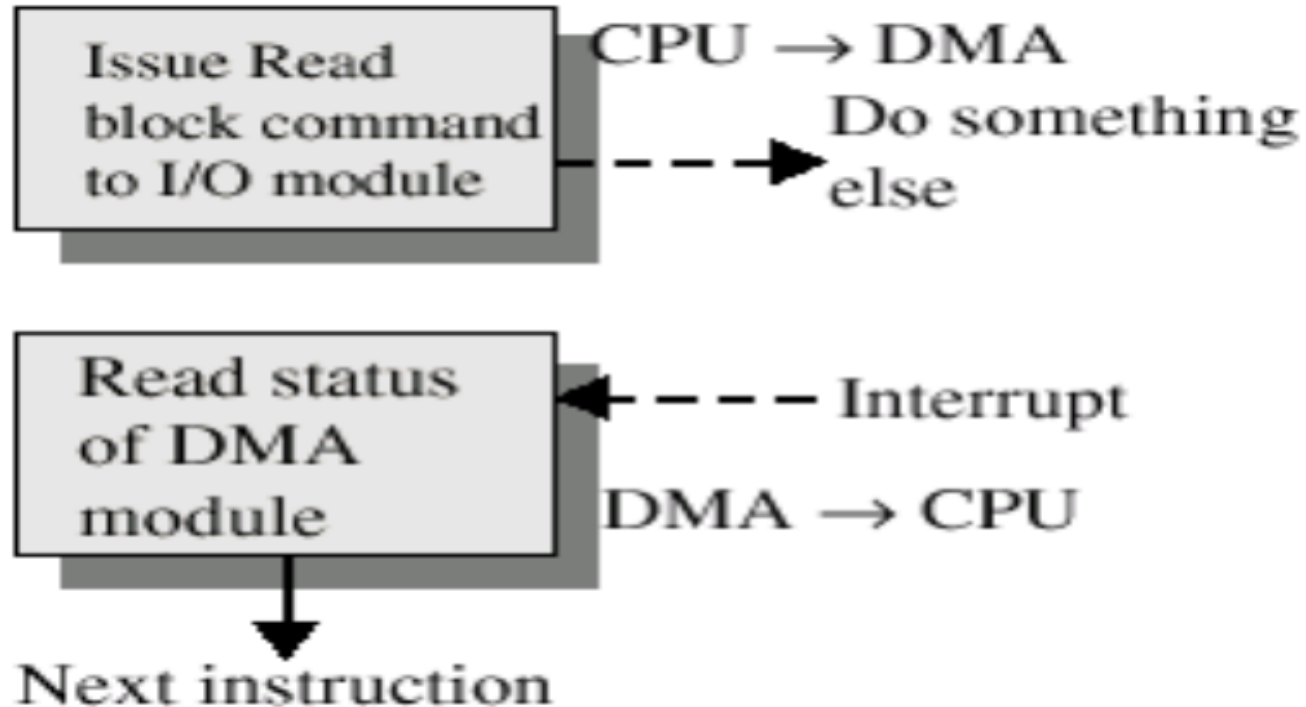 Issue Read
block command
to I/O module
CPU → DMA
Do something
else
Read status
of DMA
module
Interrupt
DMA → CPU
Next instruction